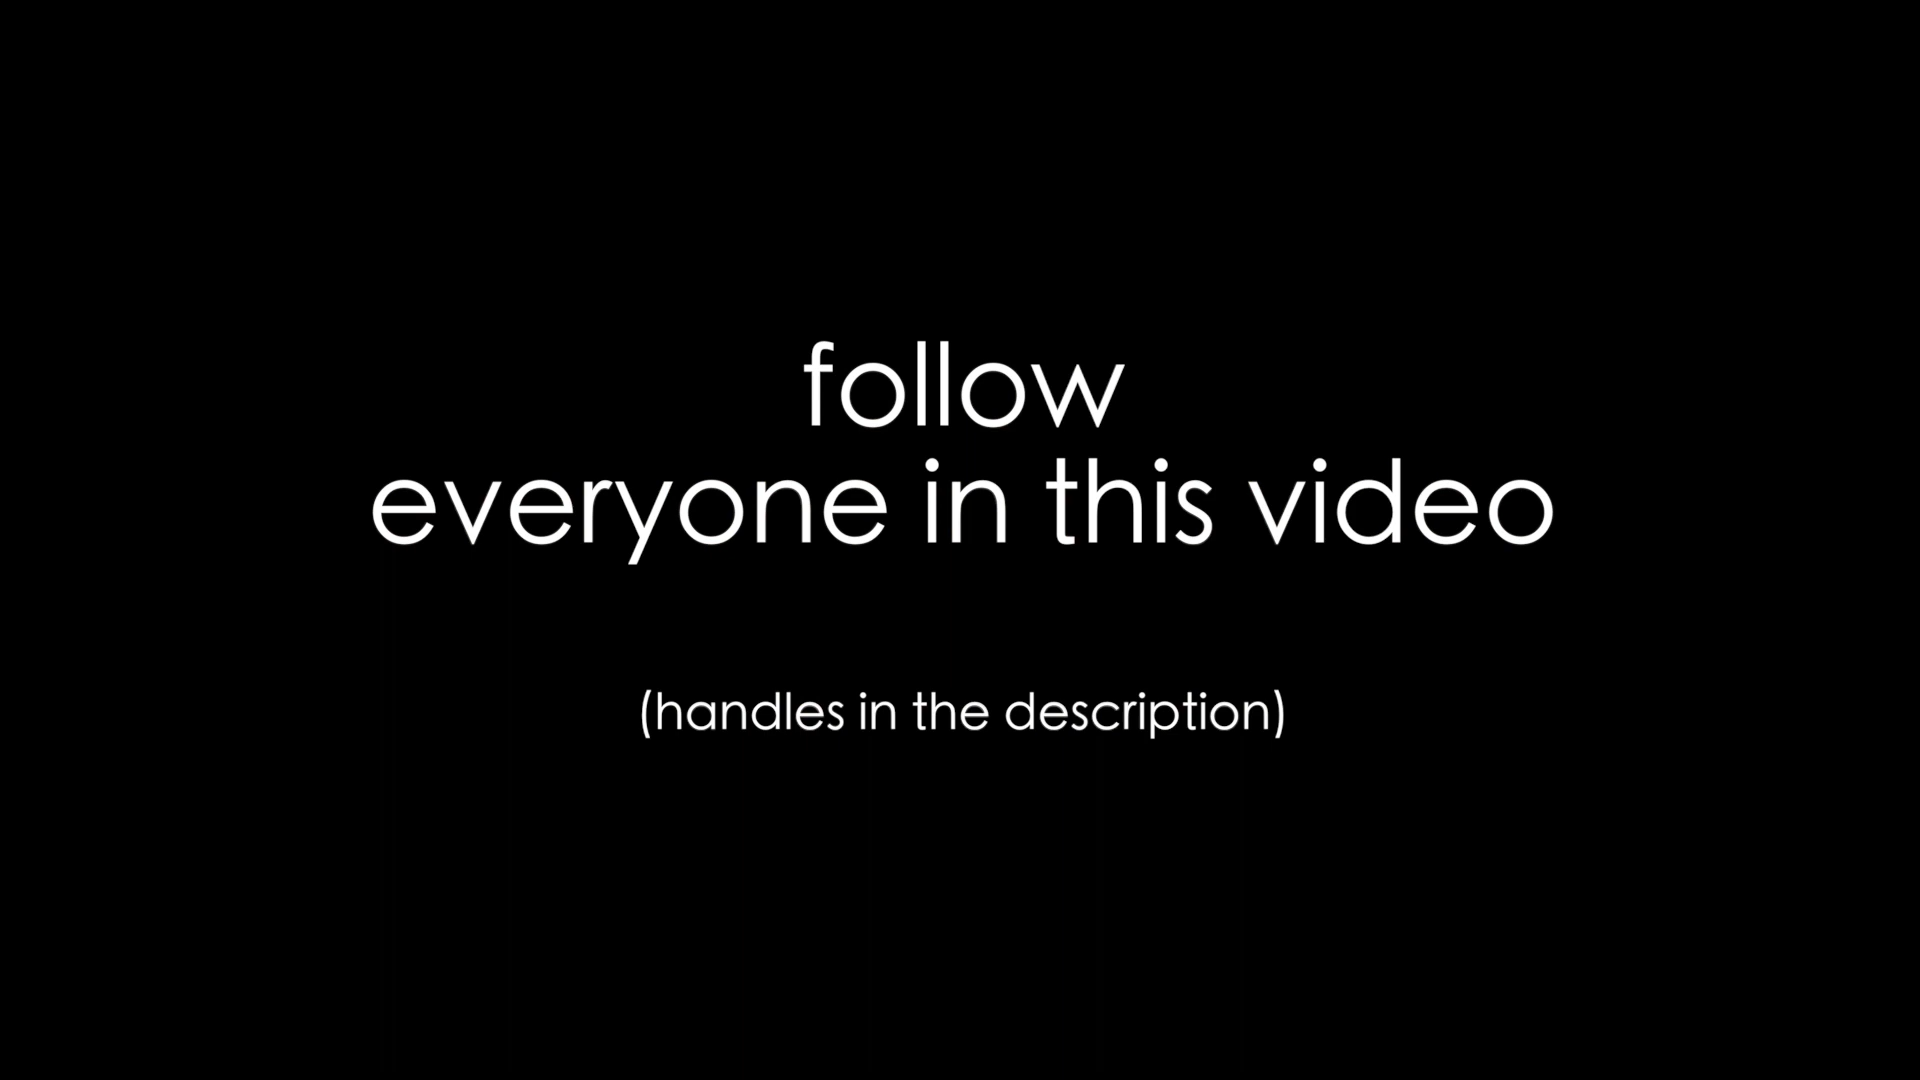 follow
everyone in this video
(handles in the description)